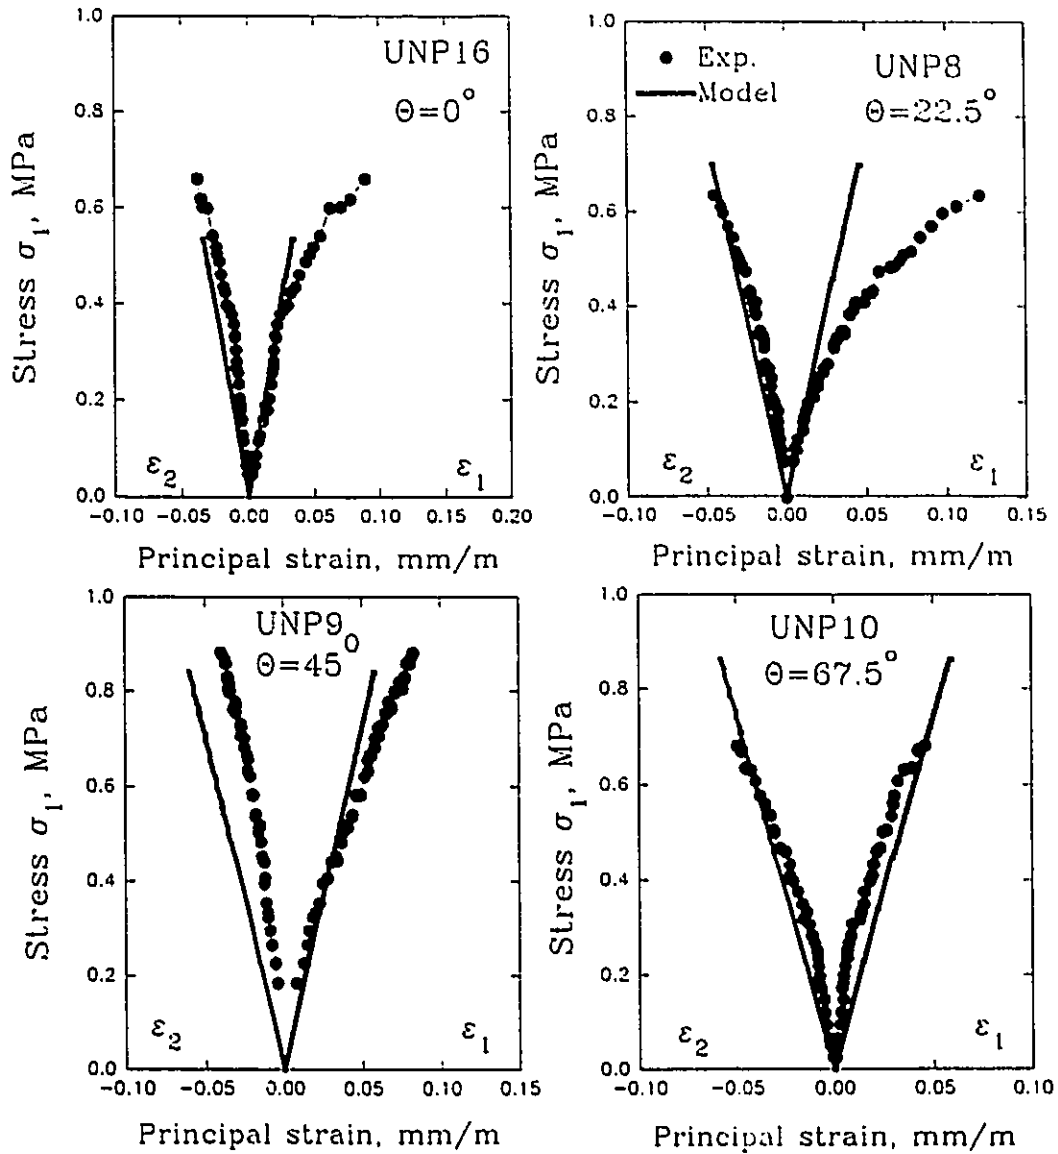 UNP16
Θ=0°
Stress σ₁, MPa
1.0
0.8
0.6
0.4
0.2
0.0
ε₂
ε₁
−0.10 −0.05 0.00 0.05 0.10 0.15 0.20
Principal strain, mm/m
Exp.
Model
UNP8
Θ=22.5°
Stress σ₁, MPa
1.0
0.8
0.6
0.4
0.2
0.0
ε₂
ε₁
−0.10 −0.05 0.00 0.05 0.10 0.15
Principal strain, mm/m
UNP9
Θ=45°
Stress σ₁, MPa
1.0
0.8
0.6
0.4
0.2
0.0
ε₂
ε₁
−0.10 −0.05 0.00 0.05 0.10 0.15
Principal strain, mm/m
UNP10
Θ=67.5°
Stress σ₁, MPa
1.0
0.8
0.6
0.4
0.2
0.0
ε₂
ε₁
−0.10 −0.05 0.00 0.05 0.10
Principal strain, mm/m